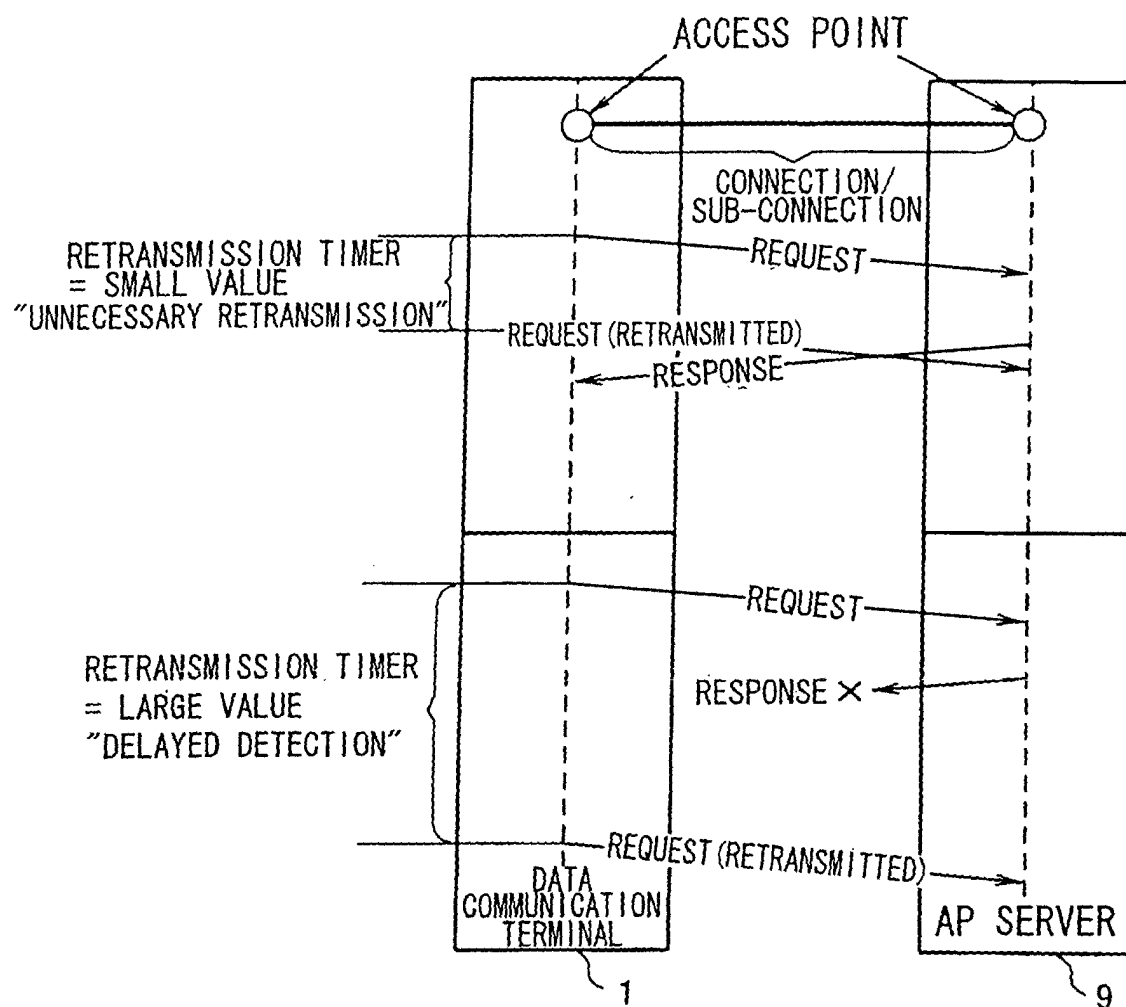 ACCESS POINT
CONNECTION/
SUB-CONNECTION
RETRANSMISSION TIMER
= SMALL VALUE
"UNNECESSARY RETRANSMISSION"
REQUEST
REQUEST(RETRANSMITTED)
RESPONSE
RETRANSMISSION TIMER
= LARGE VALUE
"DELAYED DETECTION"
REQUEST
RESPONSE ×
REQUEST(RETRANSMITTED)
DATA
COMMUNICATION
TERMINAL
AP SERVER
1
9